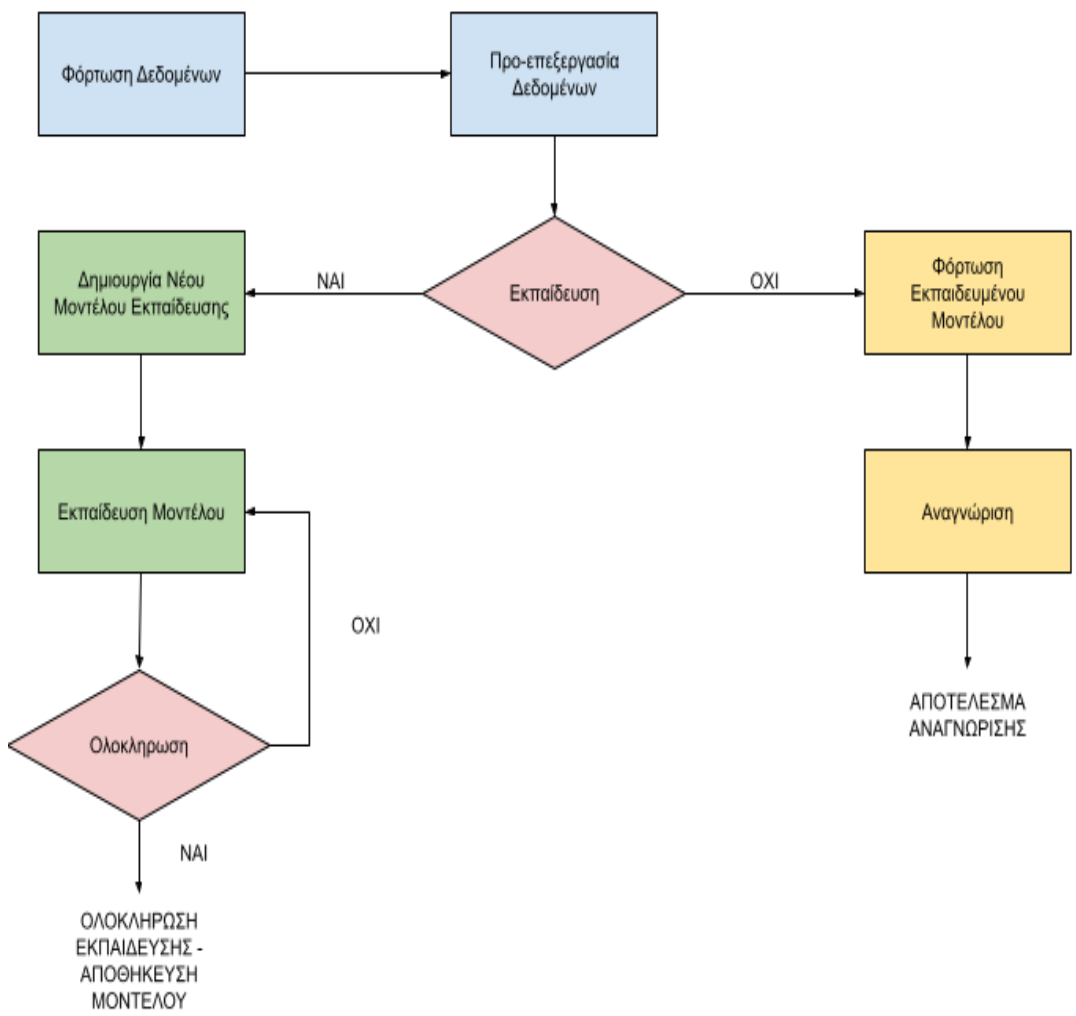 Φόρτωση Δεδομένων
Προ-επεξεργασία
Δεδομένων
Δημιουργία Νέου
Μοντέλου Εκπαίδευσης
ΝΑΙ
Εκπαίδευση
ΟΧΙ
Φόρτωση
Εκπαιδευμένου
Μοντέλου
Εκπαίδευση Μοντέλου
Αναγνώριση
ΟΧΙ
ΑΠΟΤΕΛΕΣΜΑ
ΑΝΑΓΝΩΡΙΣΗΣ
Ολοκληρωση
ΝΑΙ
ΟΛΟΚΛΗΡΩΣΗ
ΕΚΠΑΙΔΕΥΣΗΣ -
ΑΠΟΘΗΚΕΥΣΗ
ΜΟΝΤΕΛΟΥ